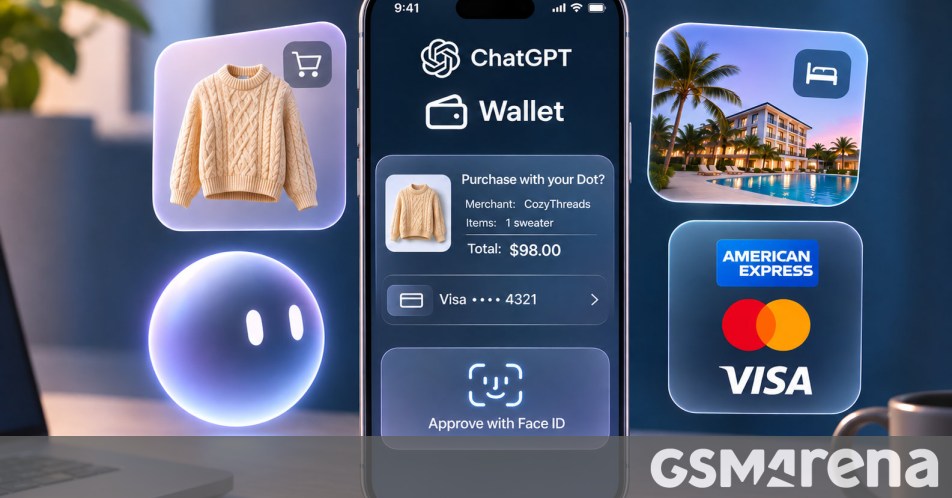 9:41
ChatGPT
Wallet
Purchase with your Dot?
Merchant: CozyThreads
Items: 1 sweater
Total: $98.00
Visa •••• 4321
Approve with Face ID
AMERICAN
EXPRESS
VISA
GSMArena